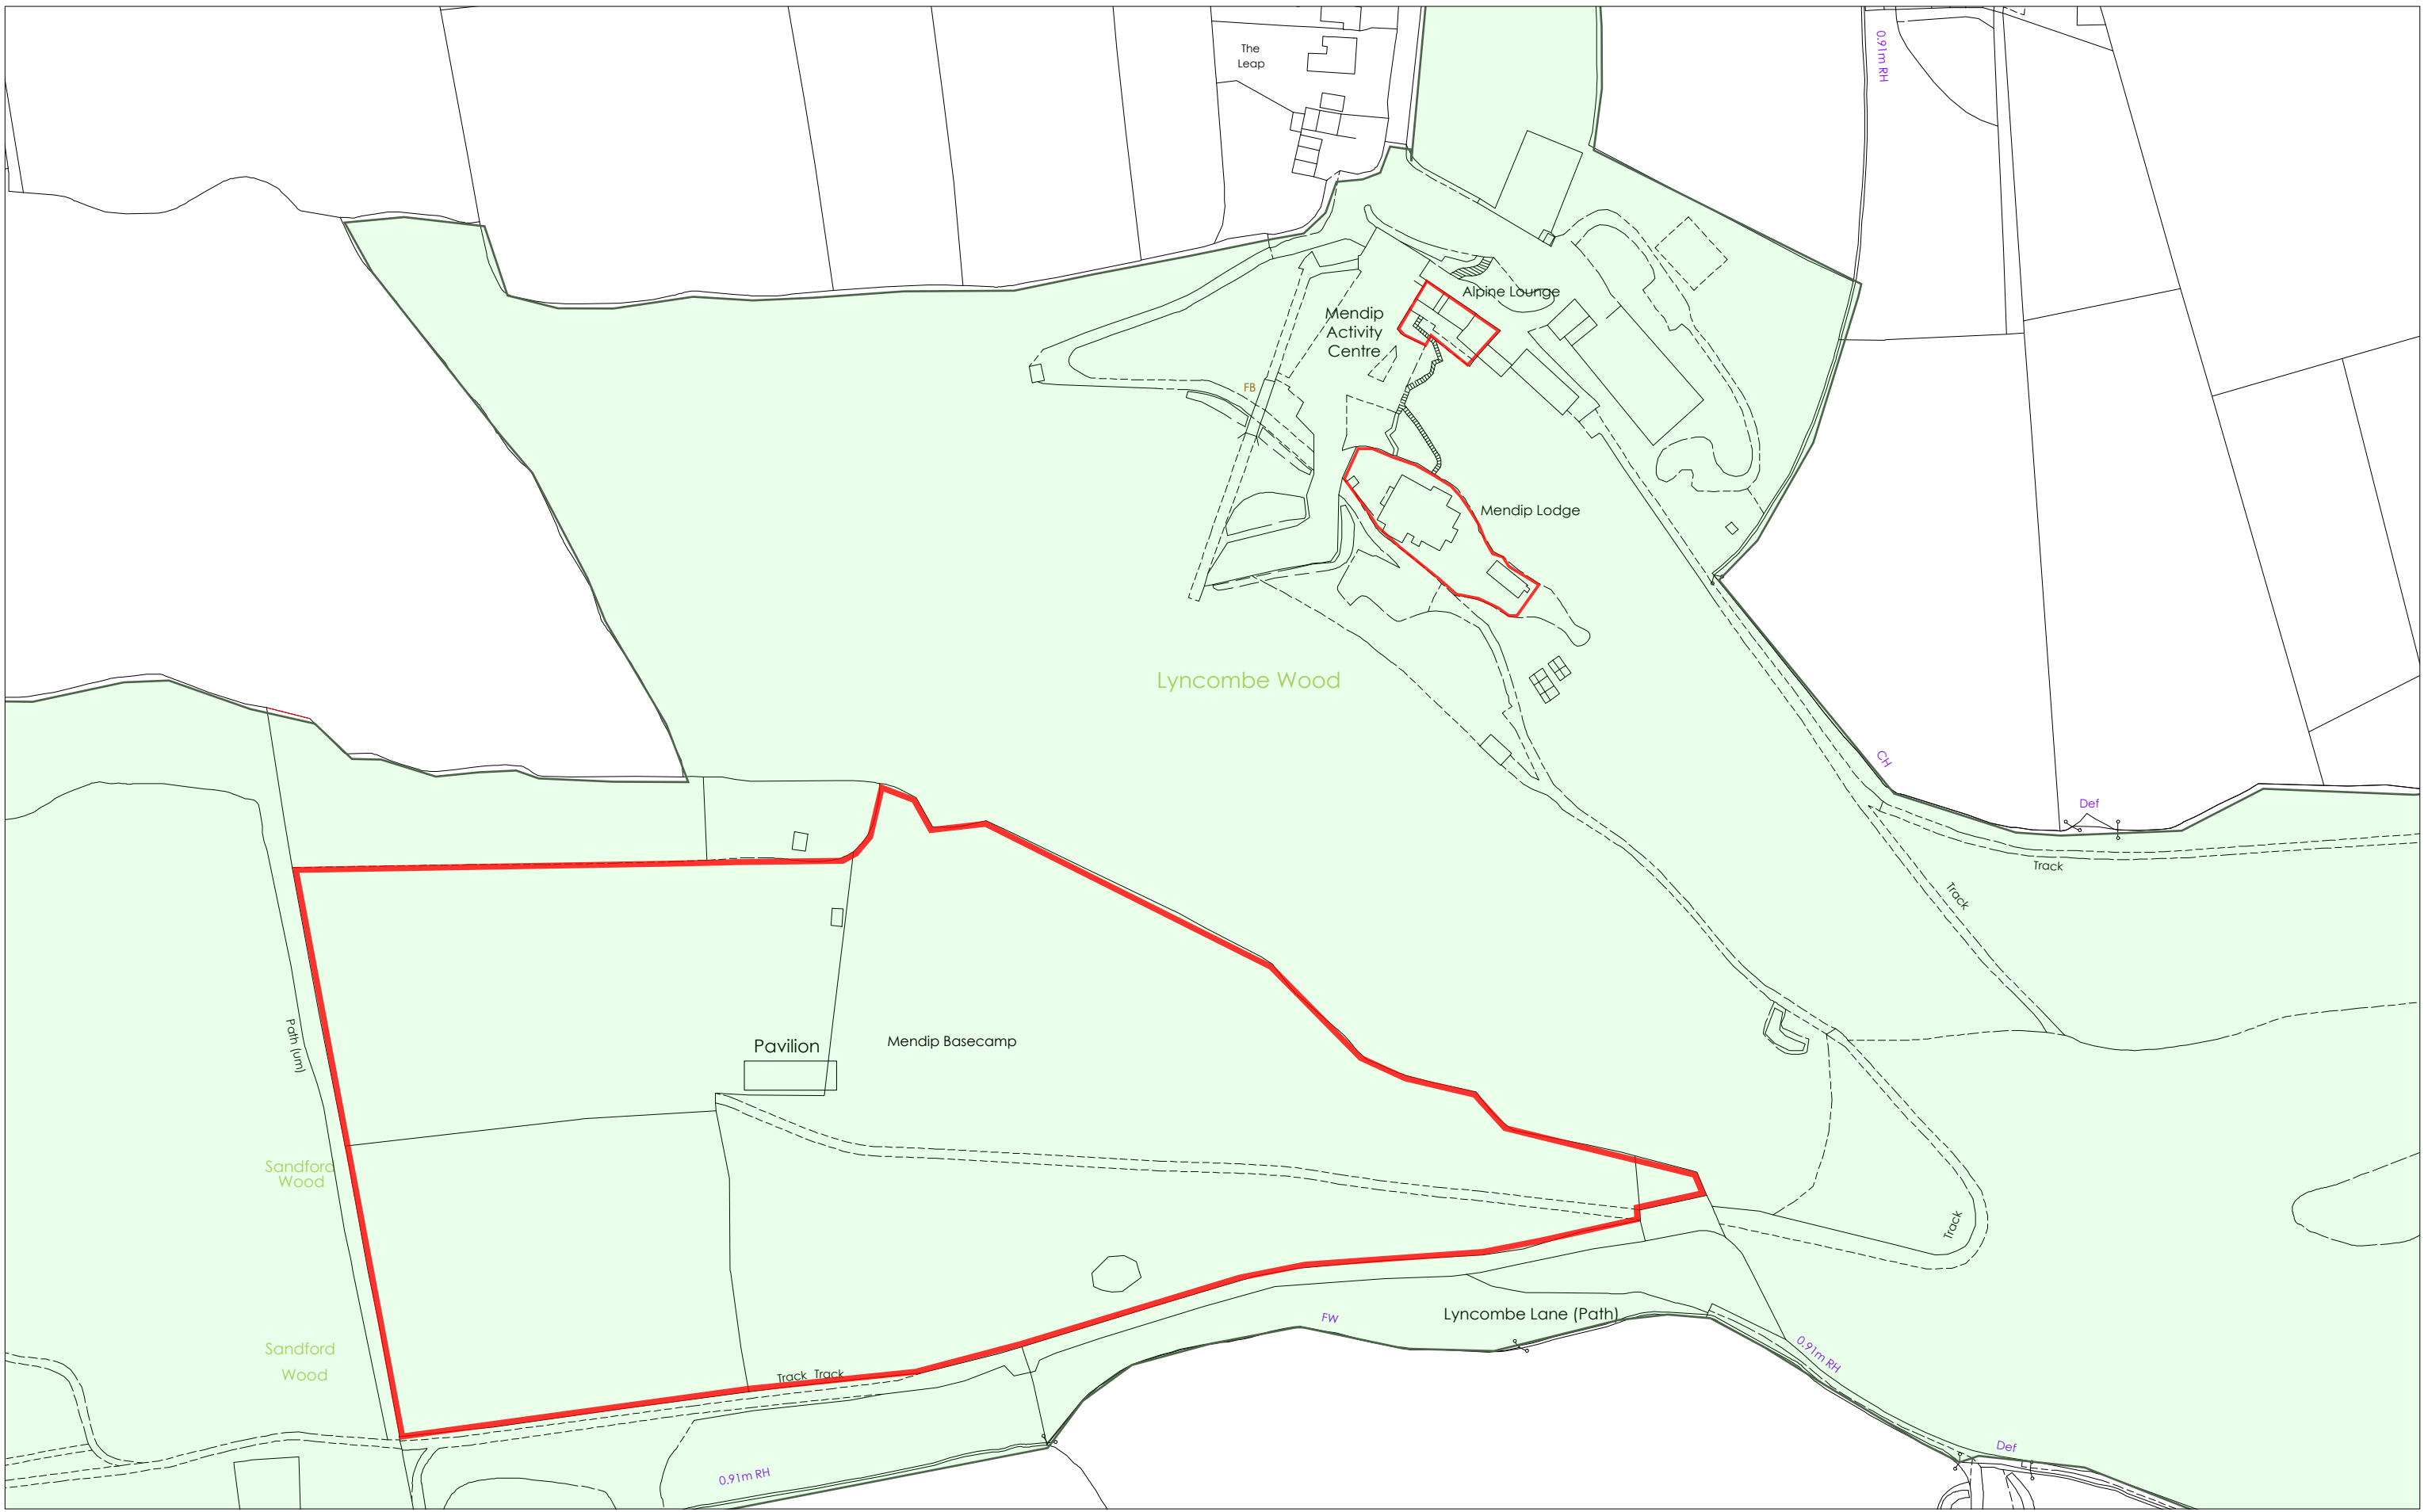 The
Leap
0.91m RH
Alpine Lounge
Mendip
Activity
Centre
FB
Mendip Lodge
Lyncombe Wood
CH
Def
Track
Track
Path (um)
Pavilion
Mendip Basecamp
Sandford
Wood
Track
Lyncombe Lane (Path)
FW
0.91m RH
Sandford
Wood
Track Track
0.91m RH
Def